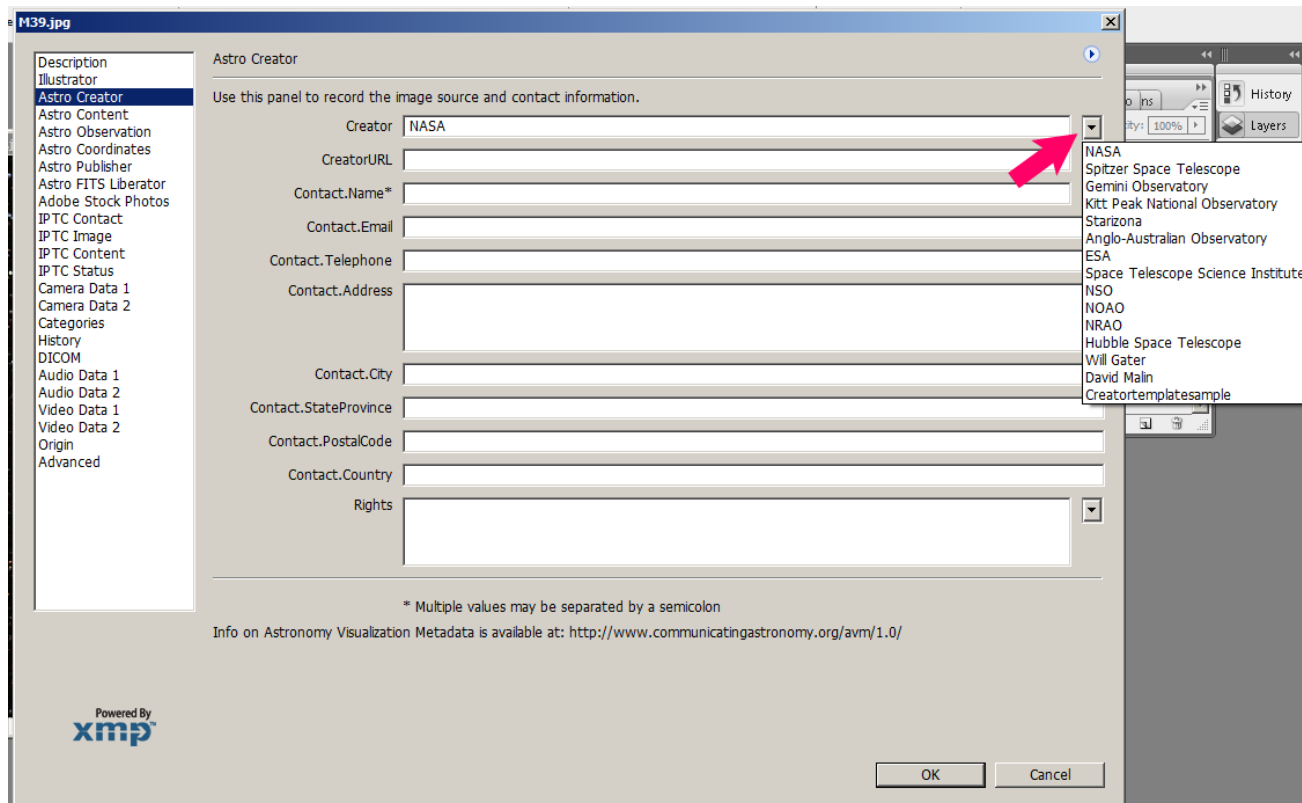 M39.jpg
Description
Illustrator
Astro Creator
Astro Content
Astro Observation
Astro Coordinates
Astro Publisher
Astro FITS Liberator
Adobe Stock Photos
IPTC Contact
IPTC Image
IPTC Content
IPTC Status
Camera Data 1
Camera Data 2
Categories
History
DICOM
Audio Data 1
Audio Data 2
Video Data 1
Video Data 2
Origin
Advanced
Powered By
xmp™
Astro Creator
Use this panel to record the image source and contact information.
Creator NASA
CreatorURL
Contact.Name*
Contact.Email
Contact.Telephone
Contact.Address
Contact.City
Contact.StateProvince
Contact.PostalCode
Contact.Country
Rights
* Multiple values may be separated by a semicolon
Info on Astronomy Visualization Metadata is available at: http://www.communicatingastronomy.org/avm/1.0/
OK Cancel
NASA
Spitzer Space Telescope
Gemini Observatory
Kitt Peak National Observatory
Starizona
Anglo-Australian Observatory
ESA
Space Telescope Science Institute
NSO
NOAO
NRAO
Hubble Space Telescope
Will Gater
David Malin
Creatortemplatesample
100%
History
Layers